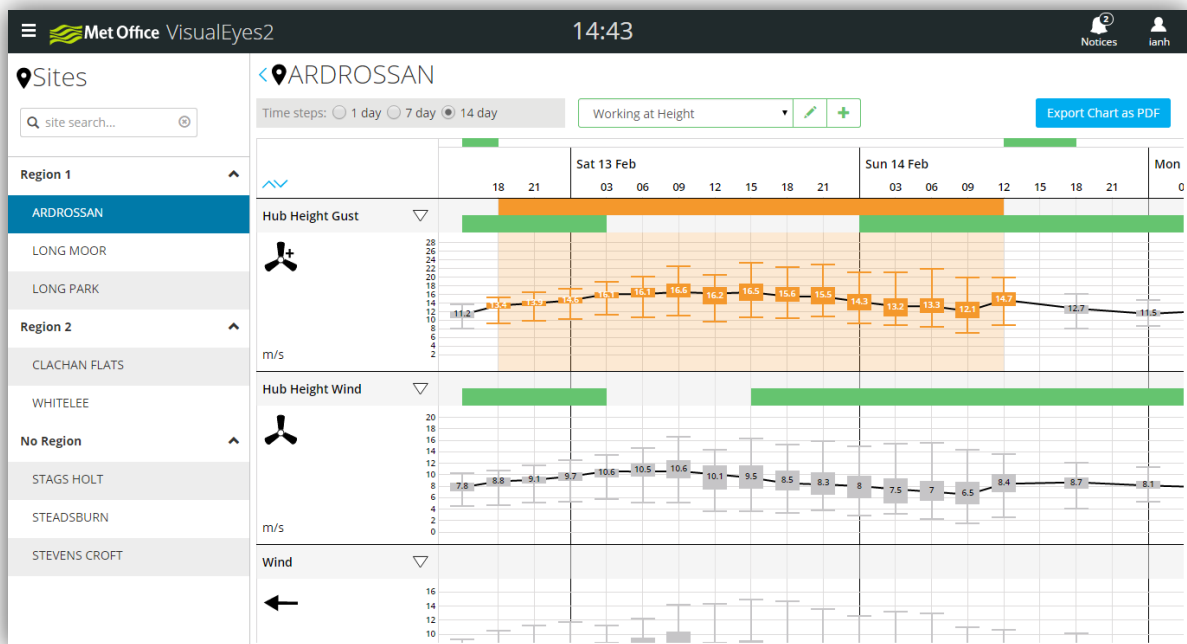 Met Office VisualEyes2
14:43
2
Notices
ianh
Sites
site search...
Region 1
ARDROSSAN
LONG MOOR
LONG PARK
Region 2
CLACHAN FLATS
WHITELEE
No Region
STAGS HOLT
STEADSBURN
STEVENS CROFT
ARDROSSAN
Time steps: 1 day 7 day 14 day
Working at Height
Export Chart as PDF
Sat 13 Feb Sun 14 Feb Mon
18 21 03 06 09 12 15 18 21 03 06 09 12 15 18 21
Hub Height Gust
28
26
24
22
20
18
16
14
12
10
8
6
4
2
11.2 13.4 13.9 14.6 16.1 16.1 16.6 16.2 16.5 15.6 15.5 14.3 13.2 13.3 12.1 14.7 12.7 11.5
m/s
Hub Height Wind
20
18
16
14
12
10
8
6
4
2
0
7.8 8.8 9.1 9.7 10.6 10.5 10.6 10.1 9.5 8.5 8.3 8 7.5 7 6.5 8.4 8.7 8.1
m/s
Wind
16
14
12
10